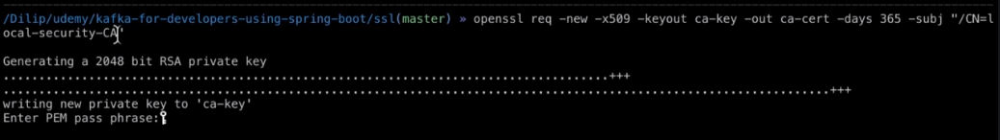 /Dilip/udemy/kafka-for-developers-using-spring-boot/ssl(master) » openssl req -new -x509 -keyout ca-key -out ca-cert -days 365 -subj "/CN=l
ocal-security-CA"
Generating a 2048 bit RSA private key
.................................................................................+++
...............................................................................................................+++
writing new private key to 'ca-key'
Enter PEM pass phrase: